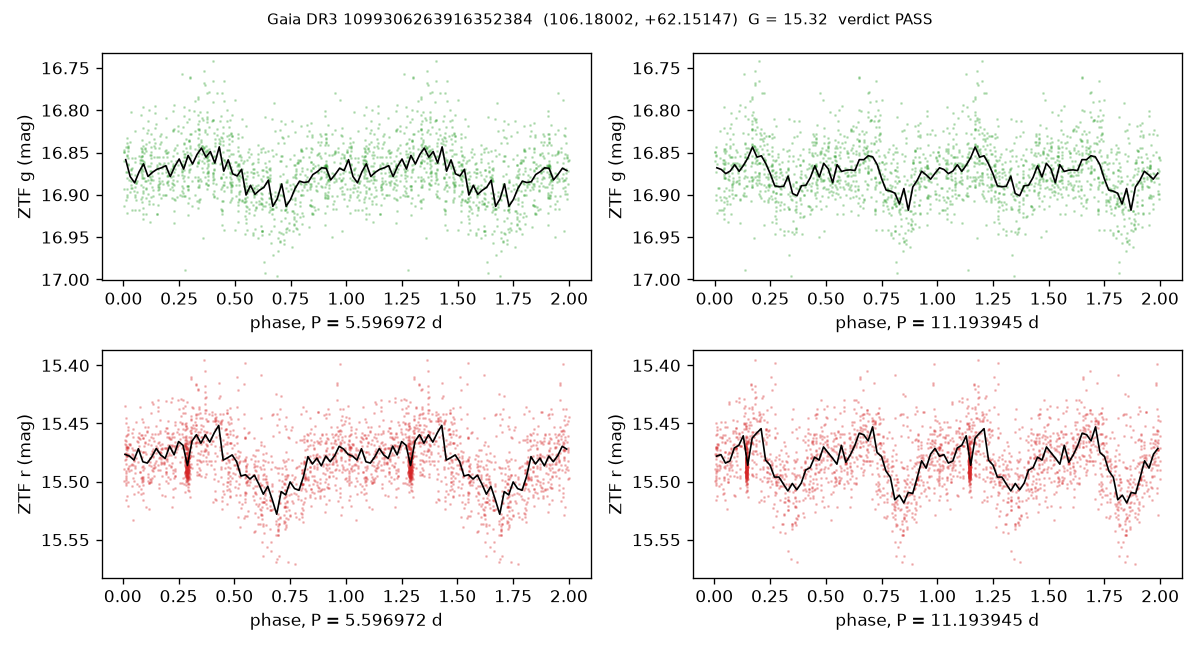 Gaia DR3 1099306263916352384 (106.18002, +62.15147) G = 15.32 verdict PASS
ZTF g (mag)
16.75
16.80
16.85
16.90
16.95
17.00
0.00 0.25 0.50 0.75 1.00 1.25 1.50 1.75 2.00
phase, P = 5.596972 d
ZTF g (mag)
16.75
16.80
16.85
16.90
16.95
17.00
0.00 0.25 0.50 0.75 1.00 1.25 1.50 1.75 2.00
phase, P = 11.193945 d
ZTF r (mag)
15.40
15.45
15.50
15.55
0.00 0.25 0.50 0.75 1.00 1.25 1.50 1.75 2.00
phase, P = 5.596972 d
ZTF r (mag)
15.40
15.45
15.50
15.55
0.00 0.25 0.50 0.75 1.00 1.25 1.50 1.75 2.00
phase, P = 11.193945 d